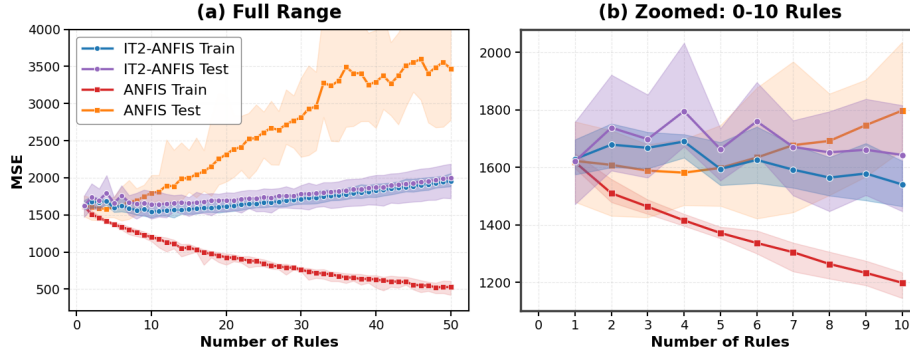 (a) Full Range
(b) Zoomed: 0-10 Rules
MSE
4000
3500
3000
2500
2000
1500
1000
500
IT2-ANFIS Train
IT2-ANFIS Test
ANFIS Train
ANFIS Test
0 10 20 30 40 50
Number of Rules
2000
1800
1600
1400
1200
0 1 2 3 4 5 6 7 8 9 10
Number of Rules